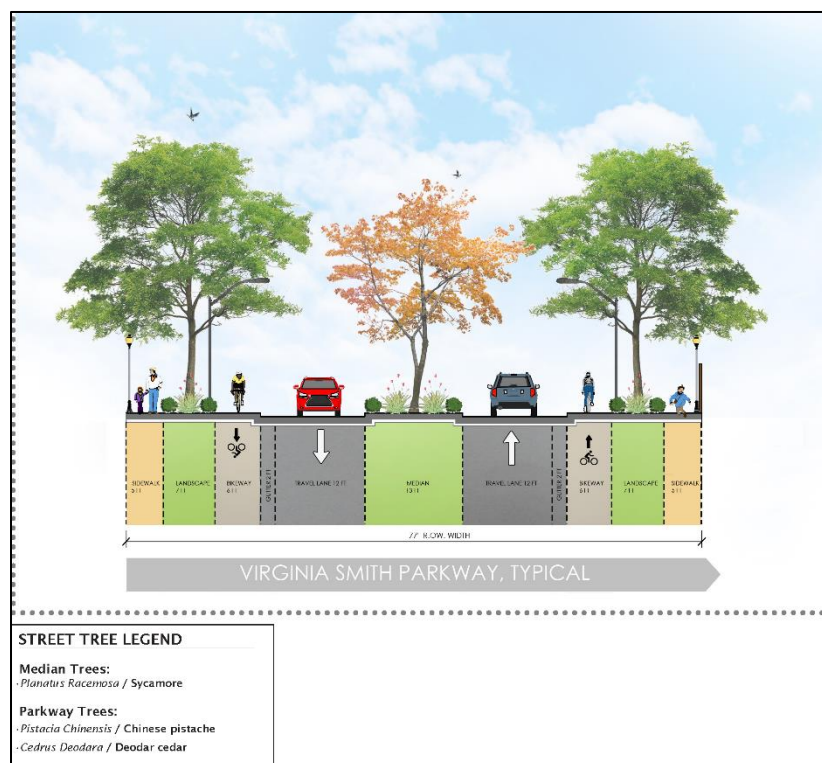 SIDEWALK
5 FT
LANDSCAPE
7 FT
BIKEWAY
6 FT
GUTTER 2 FT
TRAVEL LANE 12 FT
MEDIAN
13 FT
TRAVEL LANE 12 FT
GUTTER 2 FT
BIKEWAY
6 FT
LANDSCAPE
7 FT
SIDEWALK
5 FT
77' R.O.W. WIDTH
VIRGINIA SMITH PARKWAY, TYPICAL
STREET TREE LEGEND
Median Trees:
· Planatus Racemosa / Sycamore
Parkway Trees:
· Pistacia Chinensis / Chinese pistache
· Cedrus Deodara / Deodar cedar